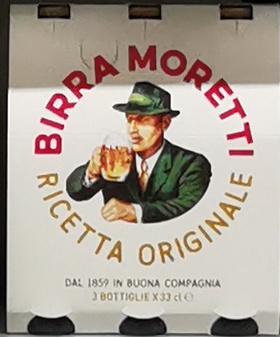 BIRRA MORETTI
RICETTA ORIGINALE
DAL 1859 IN BUONA COMPAGNIA
3 BOTTIGLIE X 33 cl ℮